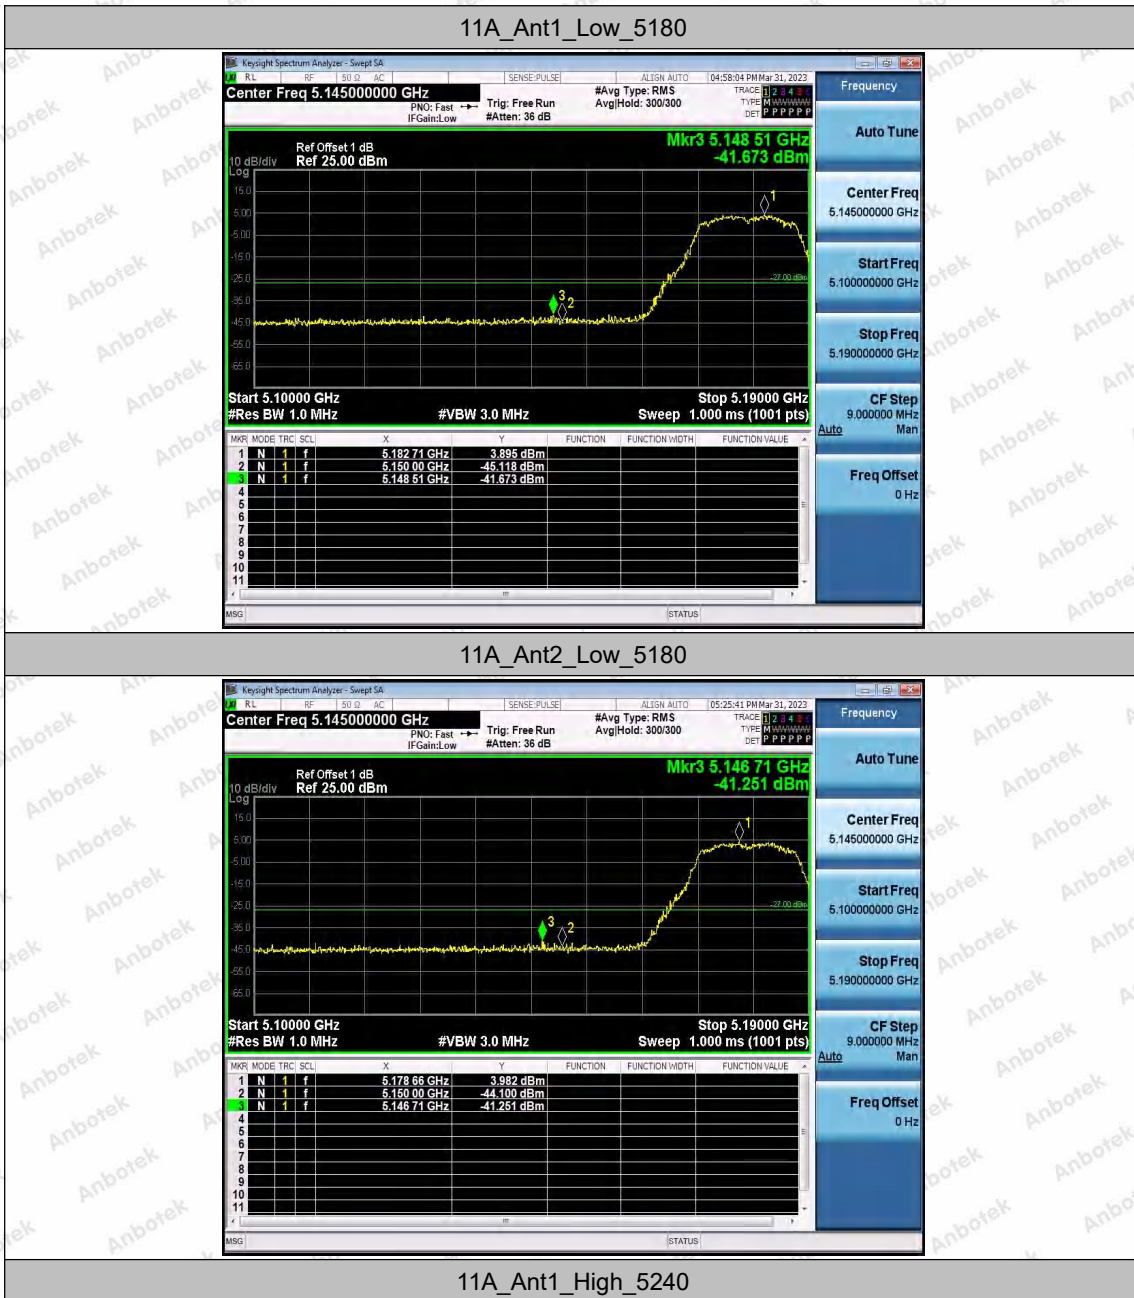 11A_Ant1_Low_5180
Keysight Spectrum Analyzer - Swept SA
RL RF 50 Ω AC SENSE:PULSE ALIGN AUTO 04:58:04 PM Mar 31, 2023
Center Freq 5.145000000 GHz
PNO: Fast
IFGain:Low
Trig: Free Run
#Atten: 36 dB
#Avg Type: RMS
Avg|Hold: 300/300
TRACE 1 2 3 4 5 6
TYPE M W W W W W
DET P P P P P P
Ref Offset 1 dB
10 dB/div Ref 25.00 dBm
Log
Mkr3 5.148 51 GHz
-41.673 dBm
15.0
5.00
-5.00
-15.0
-25.0
-35.0
-45.0
-55.0
-65.0
-27.00 dBm
1
3
2
Start 5.10000 GHz Stop 5.19000 GHz
#Res BW 1.0 MHz #VBW 3.0 MHz Sweep 1.000 ms (1001 pts)
MKR MODE TRC SCL X Y FUNCTION FUNCTION WIDTH FUNCTION VALUE
1 N 1 f 5.182 71 GHz 3.895 dBm
2 N 1 f 5.150 00 GHz -45.118 dBm
3 N 1 f 5.148 51 GHz -41.673 dBm
4
5
6
7
8
9
10
11
MSG STATUS
Frequency
Auto Tune
Center Freq
5.145000000 GHz
Start Freq
5.100000000 GHz
Stop Freq
5.190000000 GHz
CF Step
9.000000 MHz
Auto Man
Freq Offset
0 Hz
11A_Ant2_Low_5180
Keysight Spectrum Analyzer - Swept SA
RL RF 50 Ω AC SENSE:PULSE ALIGN AUTO 05:25:41 PM Mar 31, 2023
Center Freq 5.145000000 GHz
PNO: Fast
IFGain:Low
Trig: Free Run
#Atten: 36 dB
#Avg Type: RMS
Avg|Hold: 300/300
TRACE 1 2 3 4 5 6
TYPE M W W W W W
DET P P P P P P
Ref Offset 1 dB
10 dB/div Ref 25.00 dBm
Log
Mkr3 5.146 71 GHz
-41.251 dBm
15.0
5.00
-5.00
-15.0
-25.0
-35.0
-45.0
-55.0
-65.0
-27.00 dBm
1
3
2
Start 5.10000 GHz Stop 5.19000 GHz
#Res BW 1.0 MHz #VBW 3.0 MHz Sweep 1.000 ms (1001 pts)
MKR MODE TRC SCL X Y FUNCTION FUNCTION WIDTH FUNCTION VALUE
1 N 1 f 5.178 66 GHz 3.982 dBm
2 N 1 f 5.150 00 GHz -44.100 dBm
3 N 1 f 5.146 71 GHz -41.251 dBm
4
5
6
7
8
9
10
11
MSG STATUS
Frequency
Auto Tune
Center Freq
5.145000000 GHz
Start Freq
5.100000000 GHz
Stop Freq
5.190000000 GHz
CF Step
9.000000 MHz
Auto Man
Freq Offset
0 Hz
11A_Ant1_High_5240
Anbotek